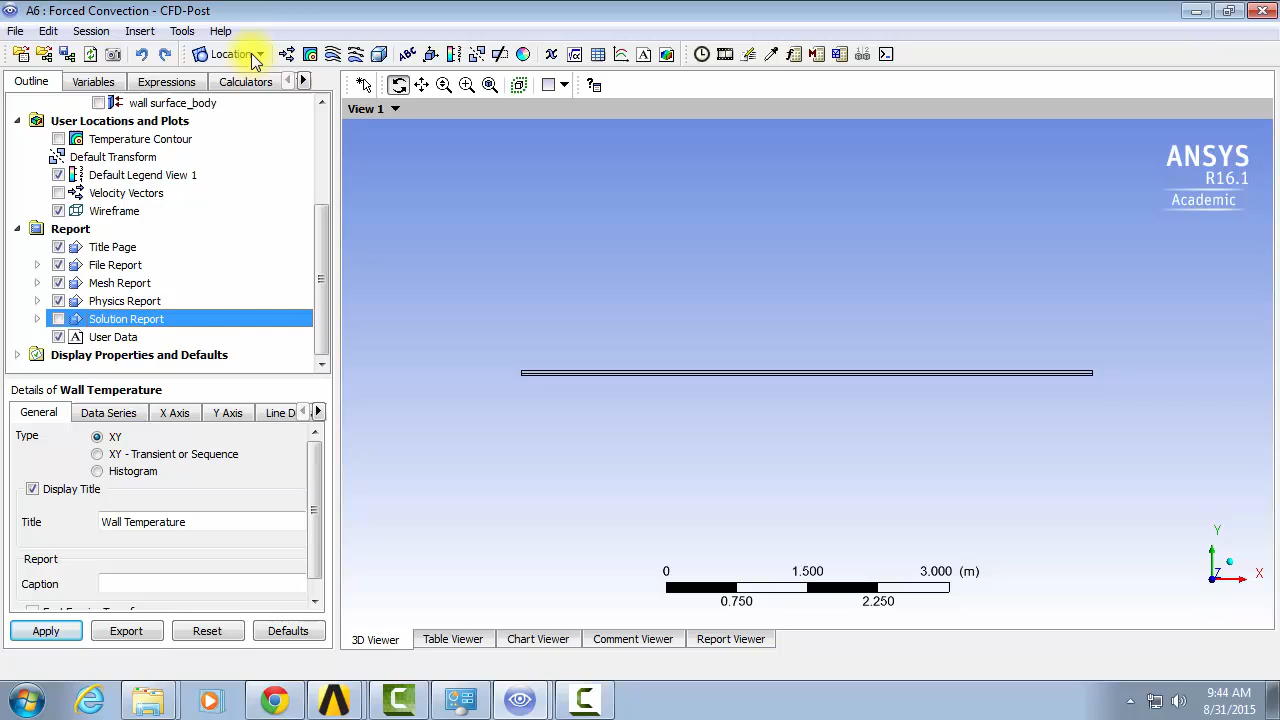 A6 : Forced Convection - CFD-Post
File Edit Session Insert Tools Help
Location
Outline Variables Expressions Calculators
wall surface_body
User Locations and Plots
Temperature Contour
Default Transform
Default Legend View 1
Velocity Vectors
Wireframe
Report
Title Page
File Report
Mesh Report
Physics Report
Solution Report
User Data
Display Properties and Defaults
Details of Wall Temperature
General Data Series X Axis Y Axis Line D
Type XY
XY - Transient or Sequence
Histogram
Display Title
Title Wall Temperature
Report
Caption
Apply Export Reset Defaults
View 1
ANSYS
R16.1
Academic
0 1.500 3.000 (m)
0.750 2.250
Y
Z X
3D Viewer Table Viewer Chart Viewer Comment Viewer Report Viewer
9:44 AM
8/31/2015